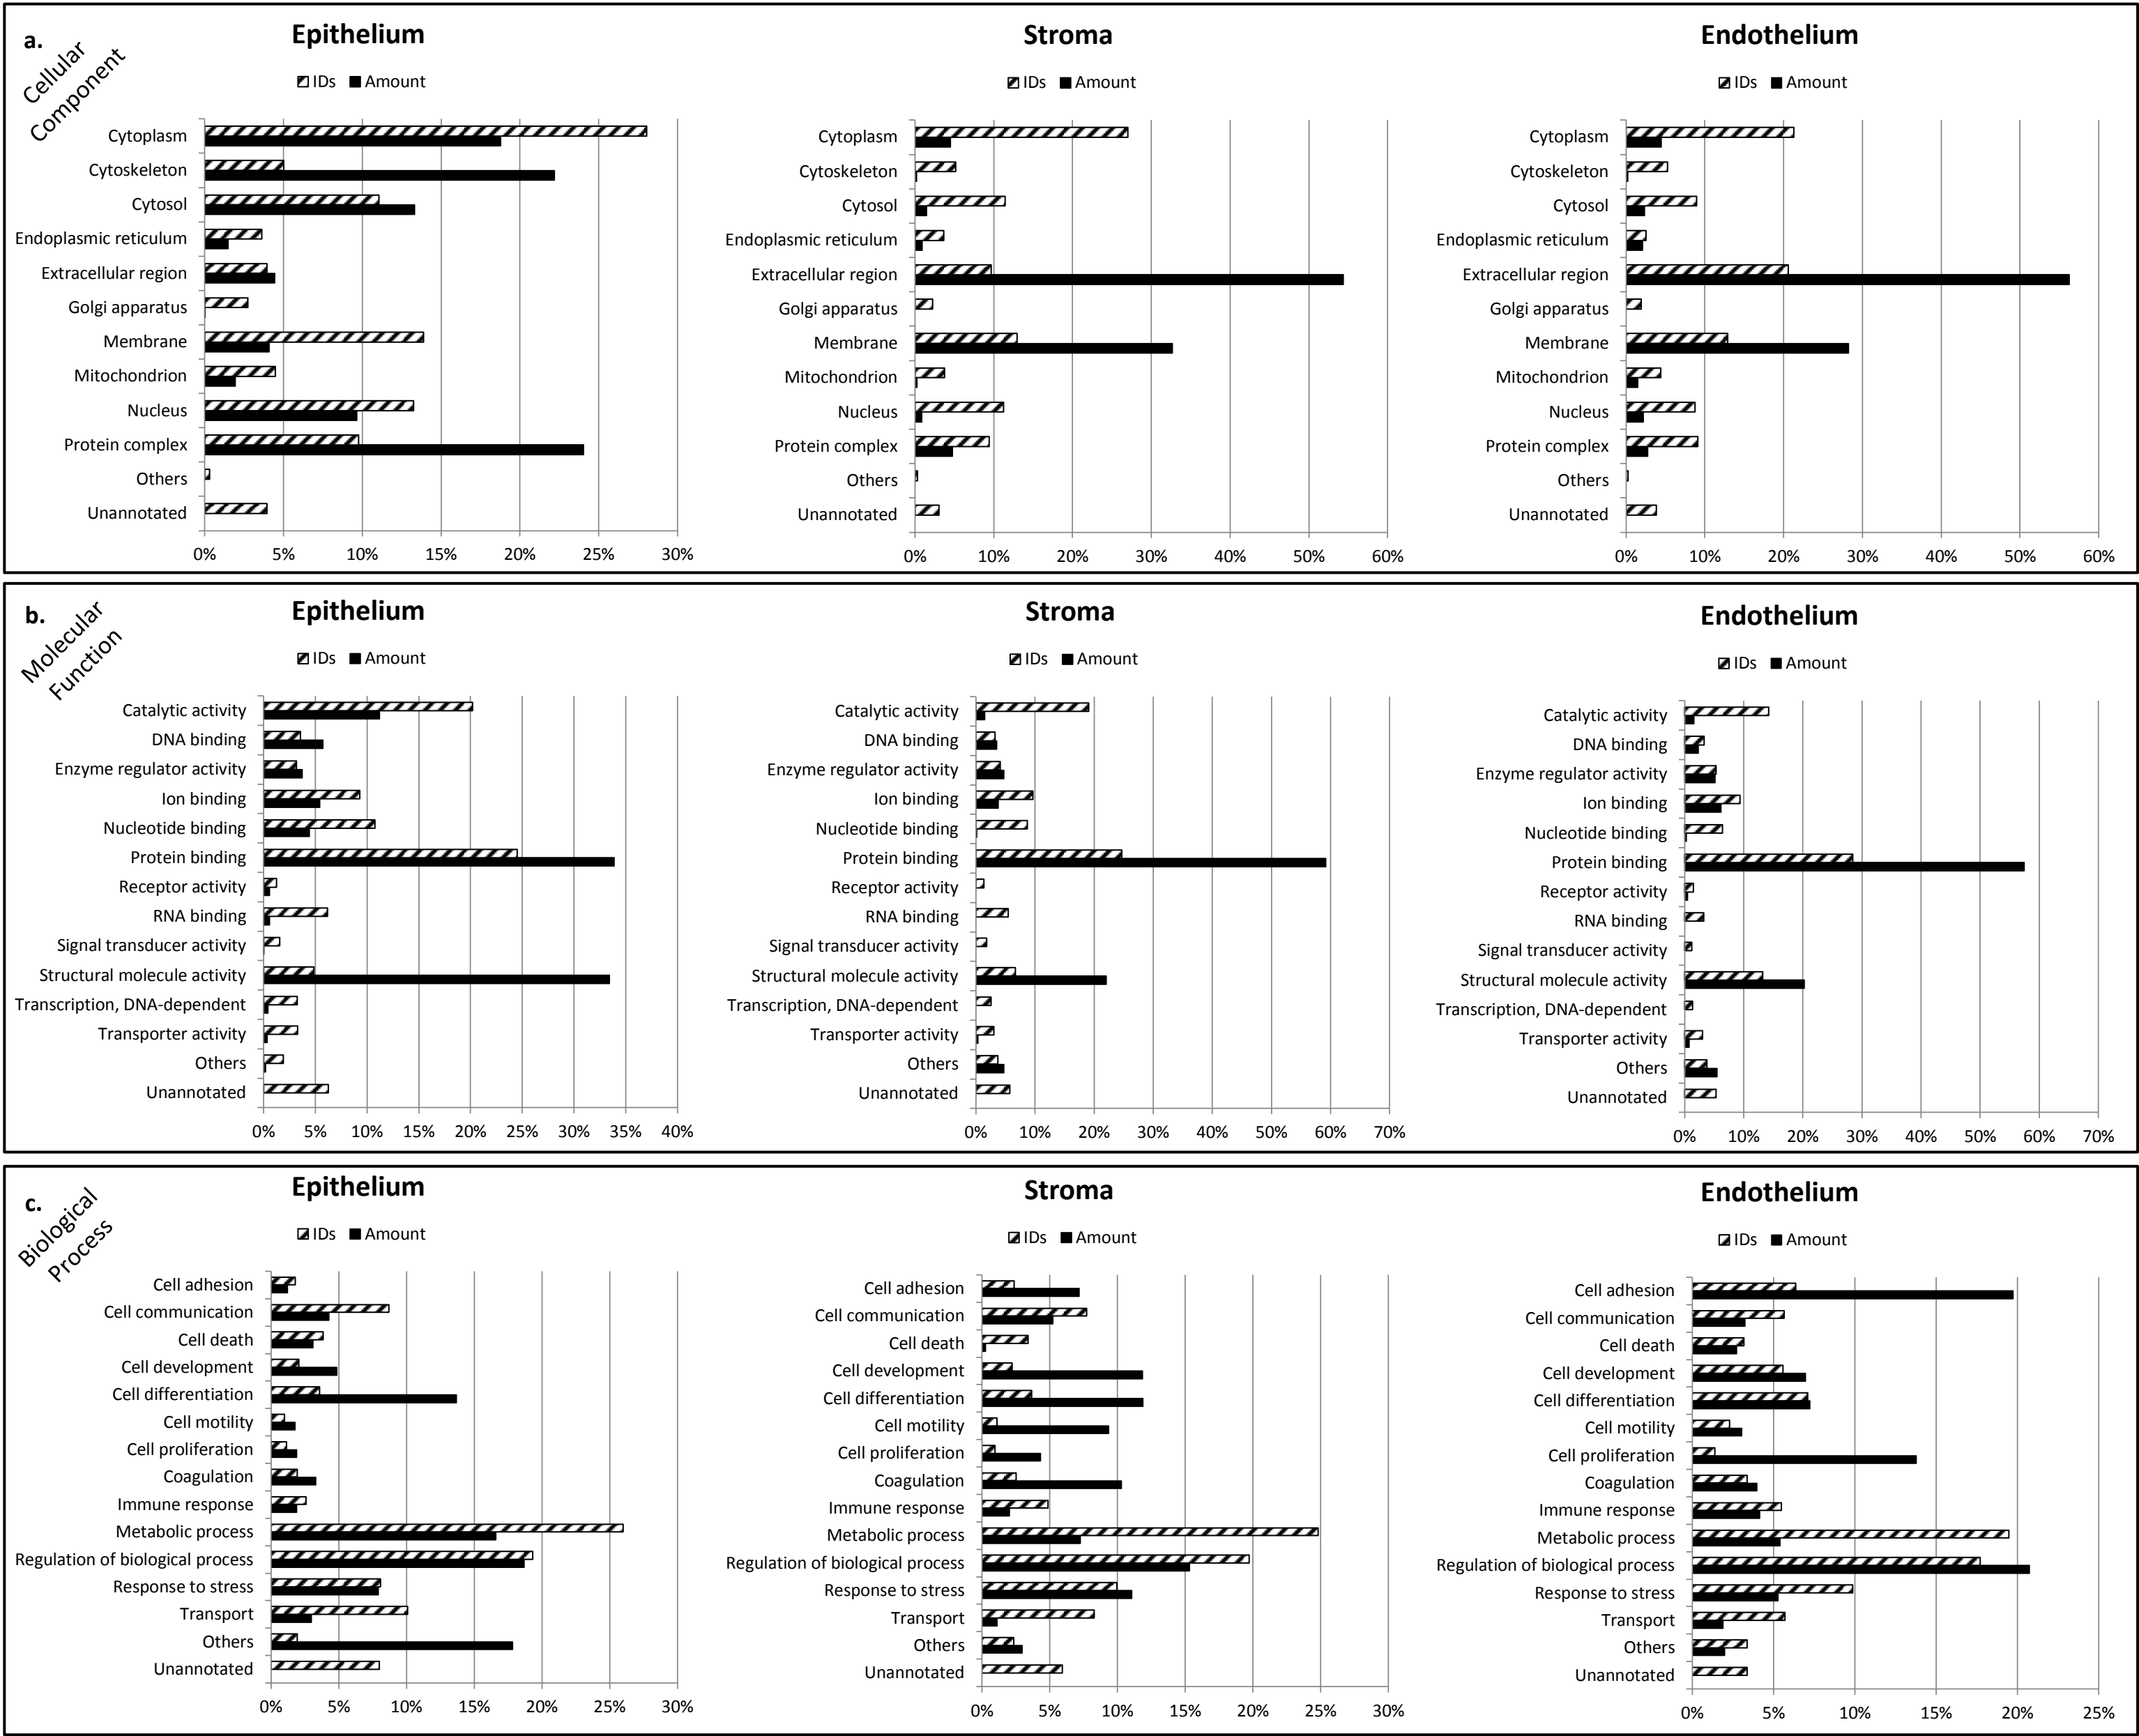 a.
Cellular
Component
Epithelium
IDs Amount
Cytoplasm
Cytoskeleton
Cytosol
Endoplasmic reticulum
Extracellular region
Golgi apparatus
Membrane
Mitochondrion
Nucleus
Protein complex
Others
Unannotated
0% 5% 10% 15% 20% 25% 30%
Stroma
IDs Amount
Cytoplasm
Cytoskeleton
Cytosol
Endoplasmic reticulum
Extracellular region
Golgi apparatus
Membrane
Mitochondrion
Nucleus
Protein complex
Others
Unannotated
0% 10% 20% 30% 40% 50% 60%
Endothelium
IDs Amount
Cytoplasm
Cytoskeleton
Cytosol
Endoplasmic reticulum
Extracellular region
Golgi apparatus
Membrane
Mitochondrion
Nucleus
Protein complex
Others
Unannotated
0% 10% 20% 30% 40% 50% 60%
b.
Molecular
Function
Epithelium
IDs Amount
Catalytic activity
DNA binding
Enzyme regulator activity
Ion binding
Nucleotide binding
Protein binding
Receptor activity
RNA binding
Signal transducer activity
Structural molecule activity
Transcription, DNA-dependent
Transporter activity
Others
Unannotated
0% 5% 10% 15% 20% 25% 30% 35% 40%
Stroma
IDs Amount
Catalytic activity
DNA binding
Enzyme regulator activity
Ion binding
Nucleotide binding
Protein binding
Receptor activity
RNA binding
Signal transducer activity
Structural molecule activity
Transcription, DNA-dependent
Transporter activity
Others
Unannotated
0% 10% 20% 30% 40% 50% 60% 70%
Endothelium
IDs Amount
Catalytic activity
DNA binding
Enzyme regulator activity
Ion binding
Nucleotide binding
Protein binding
Receptor activity
RNA binding
Signal transducer activity
Structural molecule activity
Transcription, DNA-dependent
Transporter activity
Others
Unannotated
0% 10% 20% 30% 40% 50% 60% 70%
c.
Biological
Process
Epithelium
IDs Amount
Cell adhesion
Cell communication
Cell death
Cell development
Cell differentiation
Cell motility
Cell proliferation
Coagulation
Immune response
Metabolic process
Regulation of biological process
Response to stress
Transport
Others
Unannotated
0% 5% 10% 15% 20% 25% 30%
Stroma
IDs Amount
Cell adhesion
Cell communication
Cell death
Cell development
Cell differentiation
Cell motility
Cell proliferation
Coagulation
Immune response
Metabolic process
Regulation of biological process
Response to stress
Transport
Others
Unannotated
0% 5% 10% 15% 20% 25% 30%
Endothelium
IDs Amount
Cell adhesion
Cell communication
Cell death
Cell development
Cell differentiation
Cell motility
Cell proliferation
Coagulation
Immune response
Metabolic process
Regulation of biological process
Response to stress
Transport
Others
Unannotated
0% 5% 10% 15% 20% 25%